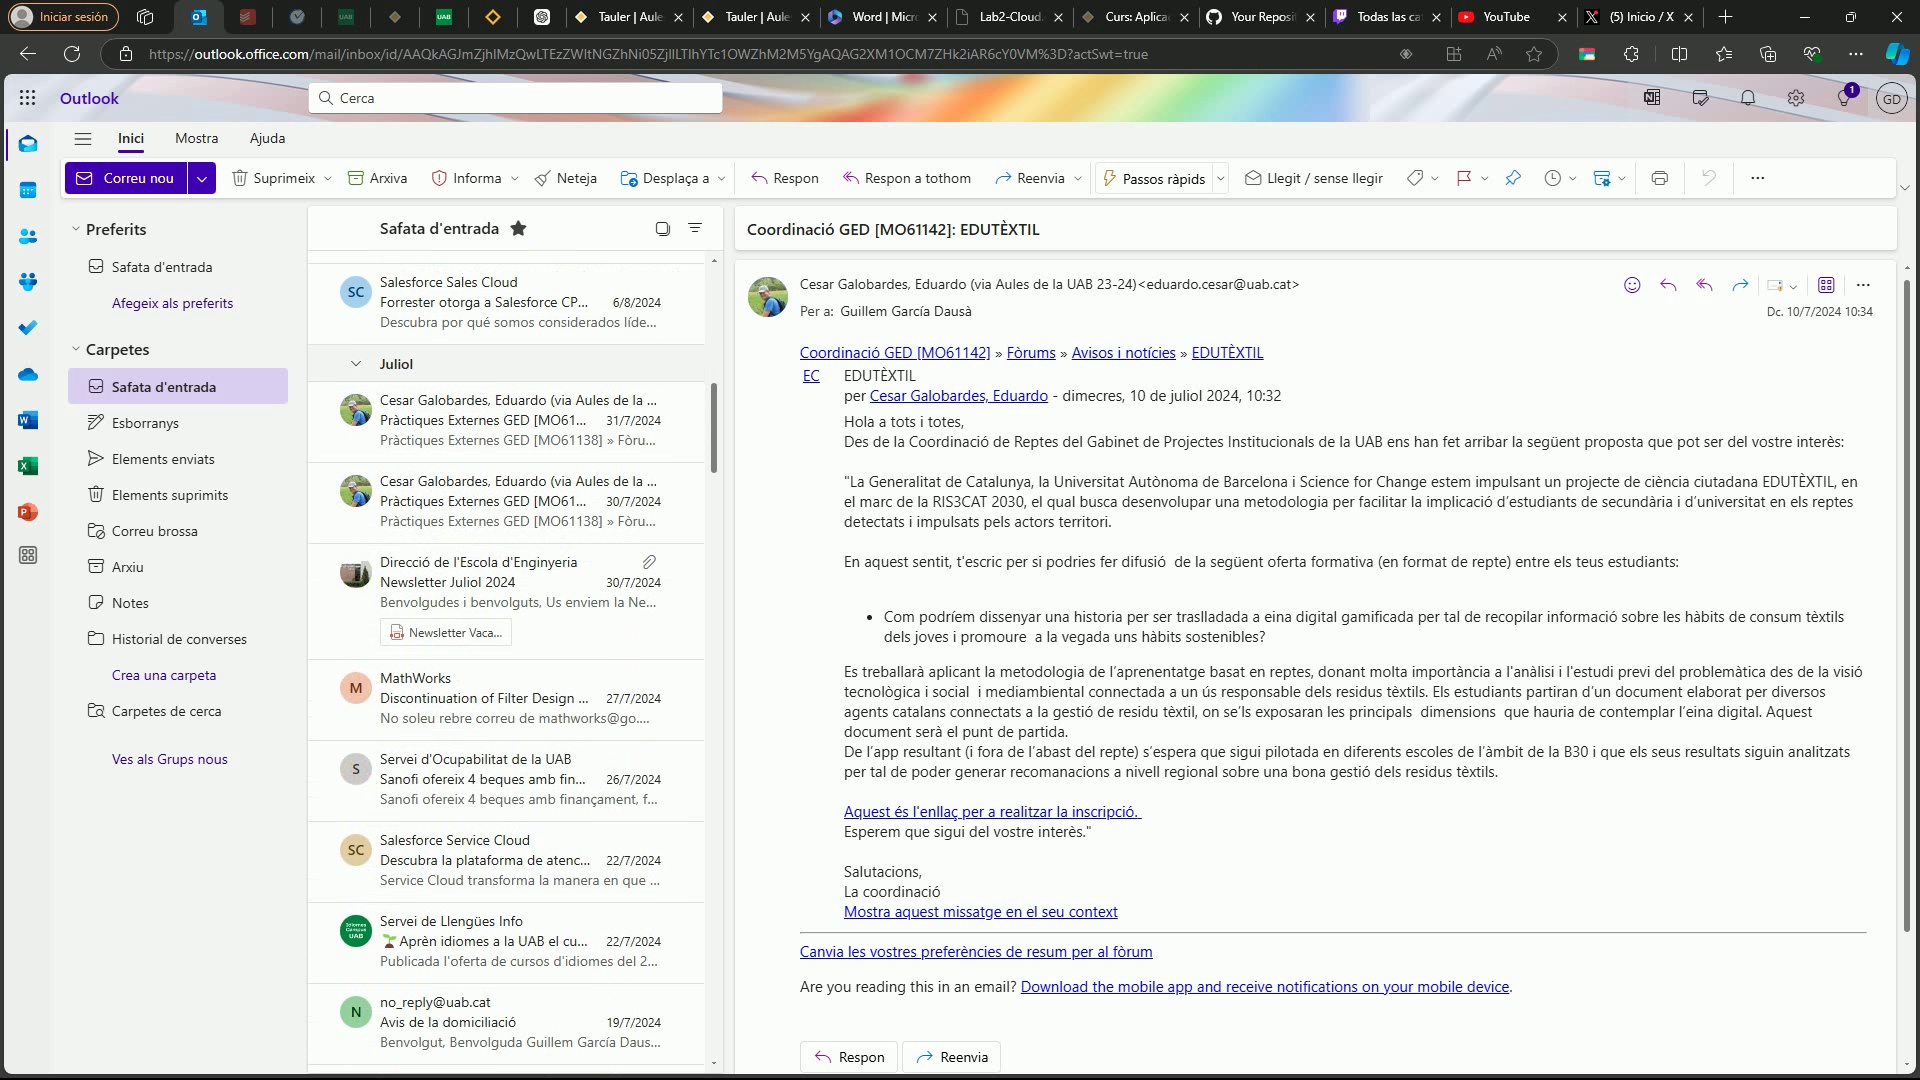 Iniciar sesión
Tauler | Aule
Tauler | Aule
Word | Micr
Lab2-Cloud
Curs: Aplica
Your Reposi
Todas las ca
YouTube
(5) Inicio / X
Outlook
Cerca
1
GD
Inici
Mostra
Ajuda
Correu nou
Suprimeix
Arxiva
Informa
Neteja
Desplaça a
Respon
Respon a tothom
Reenvia
Passos ràpids
Llegit / sense llegir
Preferits
Safata d'entrada
Afegeix als preferits
Carpetes
Safata d'entrada
Esborranys
Elements enviats
Elements suprimits
Correu brossa
Arxiu
Notes
Historial de converses
Crea una carpeta
Carpetes de cerca
Ves als Grups nous
Safata d'entrada
SC
Salesforce Sales Cloud
Forrester otorga a Salesforce CP... 6/8/2024
Descubra por qué somos considerados líde...
Juliol
Cesar Galobardes, Eduardo (via Aules de la ...
Pràctiques Externes GED [MO61... 31/7/2024
Pràctiques Externes GED [MO61138] » Fòru...
Cesar Galobardes, Eduardo (via Aules de la ...
Pràctiques Externes GED [MO61... 30/7/2024
Pràctiques Externes GED [MO61138] » Fòru...
Direcció de l'Escola d'Enginyeria
Newsletter Juliol 2024 30/7/2024
Benvolgudes i benvolguts, Us enviem la Ne...
Newsletter Vaca...
M
MathWorks
Discontinuation of Filter Design ... 27/7/2024
No soleu rebre correu de mathworks@go....
S
Servei d'Ocupabilitat de la UAB
Sanofi ofereix 4 beques amb fin... 26/7/2024
Sanofi ofereix 4 beques amb finançament, f...
SC
Salesforce Service Cloud
Descubra la plataforma de atenc... 22/7/2024
Service Cloud transforma la manera en que ...
Servei de Llengües Info
Aprèn idiomes a la UAB el cu... 22/7/2024
Publicada l'oferta de cursos d'idiomes del 2...
N
no_reply@uab.cat
Avis de la domiciliació 19/7/2024
Benvolgut, Benvolguda Guillem García Daus...
Coordinació GED [MO61142]: EDUTÈXTIL
Cesar Galobardes, Eduardo (via Aules de la UAB 23-24)<eduardo.cesar@uab.cat>
Per a: Guillem García Dausà
Dc. 10/7/2024 10:34
Coordinació GED [MO61142] » Fòrums » Avisos i notícies » EDUTÈXTIL
EC
EDUTÈXTIL
per Cesar Galobardes, Eduardo - dimecres, 10 de juliol 2024, 10:32
Hola a tots i totes,
Des de la Coordinació de Reptes del Gabinet de Projectes Institucionals de la UAB ens han fet arribar la següent proposta que pot ser del vostre interès:
"La Generalitat de Catalunya, la Universitat Autònoma de Barcelona i Science for Change estem impulsant un projecte de ciència ciutadana EDUTÈXTIL, en
el marc de la RIS3CAT 2030, el qual busca desenvolupar una metodologia per facilitar la implicació d'estudiants de secundària i d'universitat en els reptes
detectats i impulsats pels actors territori.
En aquest sentit, t'escric per si podries fer difusió de la següent oferta formativa (en format de repte) entre els teus estudiants:
• Com podríem dissenyar una historia per ser traslladada a eina digital gamificada per tal de recopilar informació sobre les hàbits de consum tèxtils
dels joves i promoure a la vegada uns hàbits sostenibles?
Es treballarà aplicant la metodologia de l'aprenentatge basat en reptes, donant molta importància a l'anàlisi i l'estudi previ del problemàtica des de la visió
tecnològica i social i mediambiental connectada a un ús responsable dels residus tèxtils. Els estudiants partiran d'un document elaborat per diversos
agents catalans connectats a la gestió de residu tèxtil, on se'ls exposaran les principals dimensions que hauria de contemplar l'eina digital. Aquest
document serà el punt de partida.
De l'app resultant (i fora de l'abast del repte) s'espera que sigui pilotada en diferents escoles de l'àmbit de la B30 i que els seus resultats siguin analitzats
per tal de poder generar recomanacions a nivell regional sobre una bona gestió dels residus tèxtils.
Aquest és l'enllaç per a realitzar la inscripció.
Esperem que sigui del vostre interès."
Salutacions,
La coordinació
Mostra aquest missatge en el seu context
Canvia les vostres preferències de resum per al fòrum
Are you reading this in an email? Download the mobile app and receive notifications on your mobile device.
Respon
Reenvia